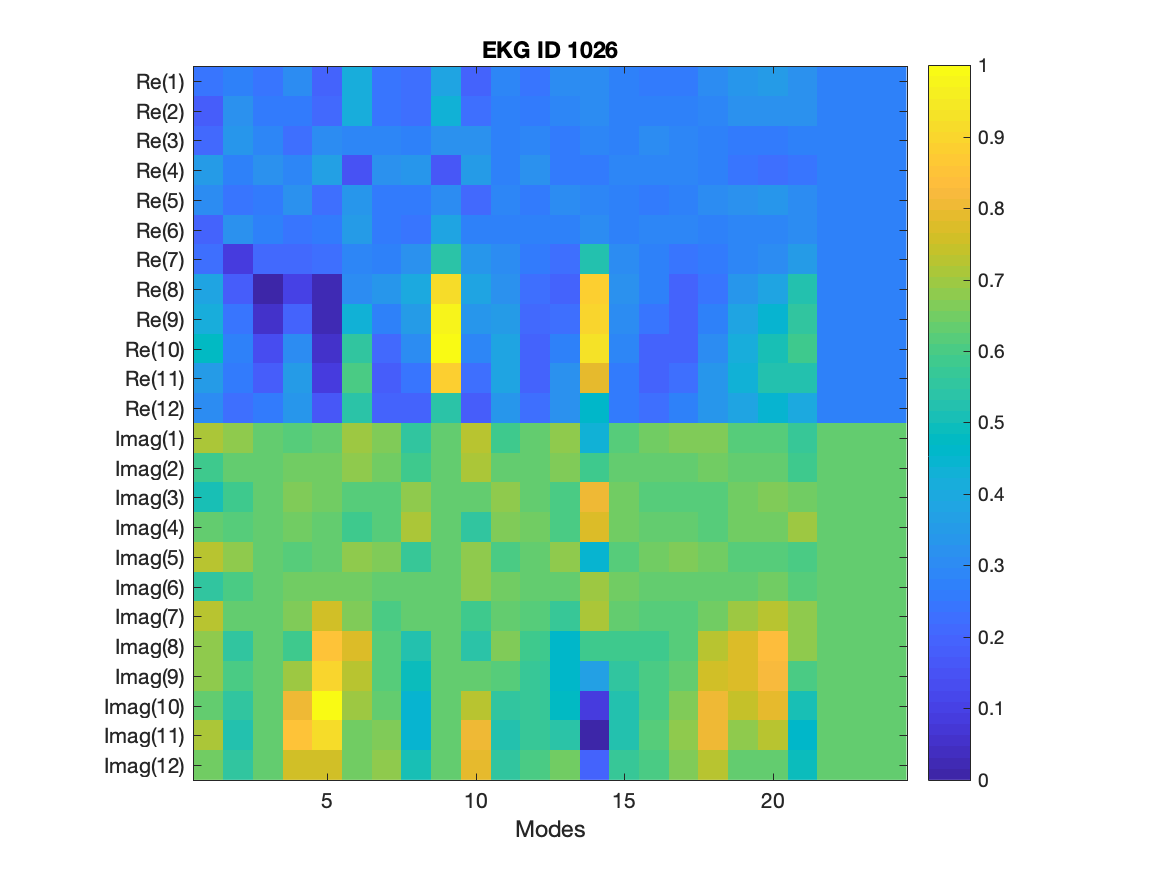 EKG ID 1026
Re(1)
Re(2)
Re(3)
Re(4)
Re(5)
Re(6)
Re(7)
Re(8)
Re(9)
Re(10)
Re(11)
Re(12)
Imag(1)
Imag(2)
Imag(3)
Imag(4)
Imag(5)
Imag(6)
Imag(7)
Imag(8)
Imag(9)
Imag(10)
Imag(11)
Imag(12)
5 10 15 20
Modes
1
0.9
0.8
0.7
0.6
0.5
0.4
0.3
0.2
0.1
0